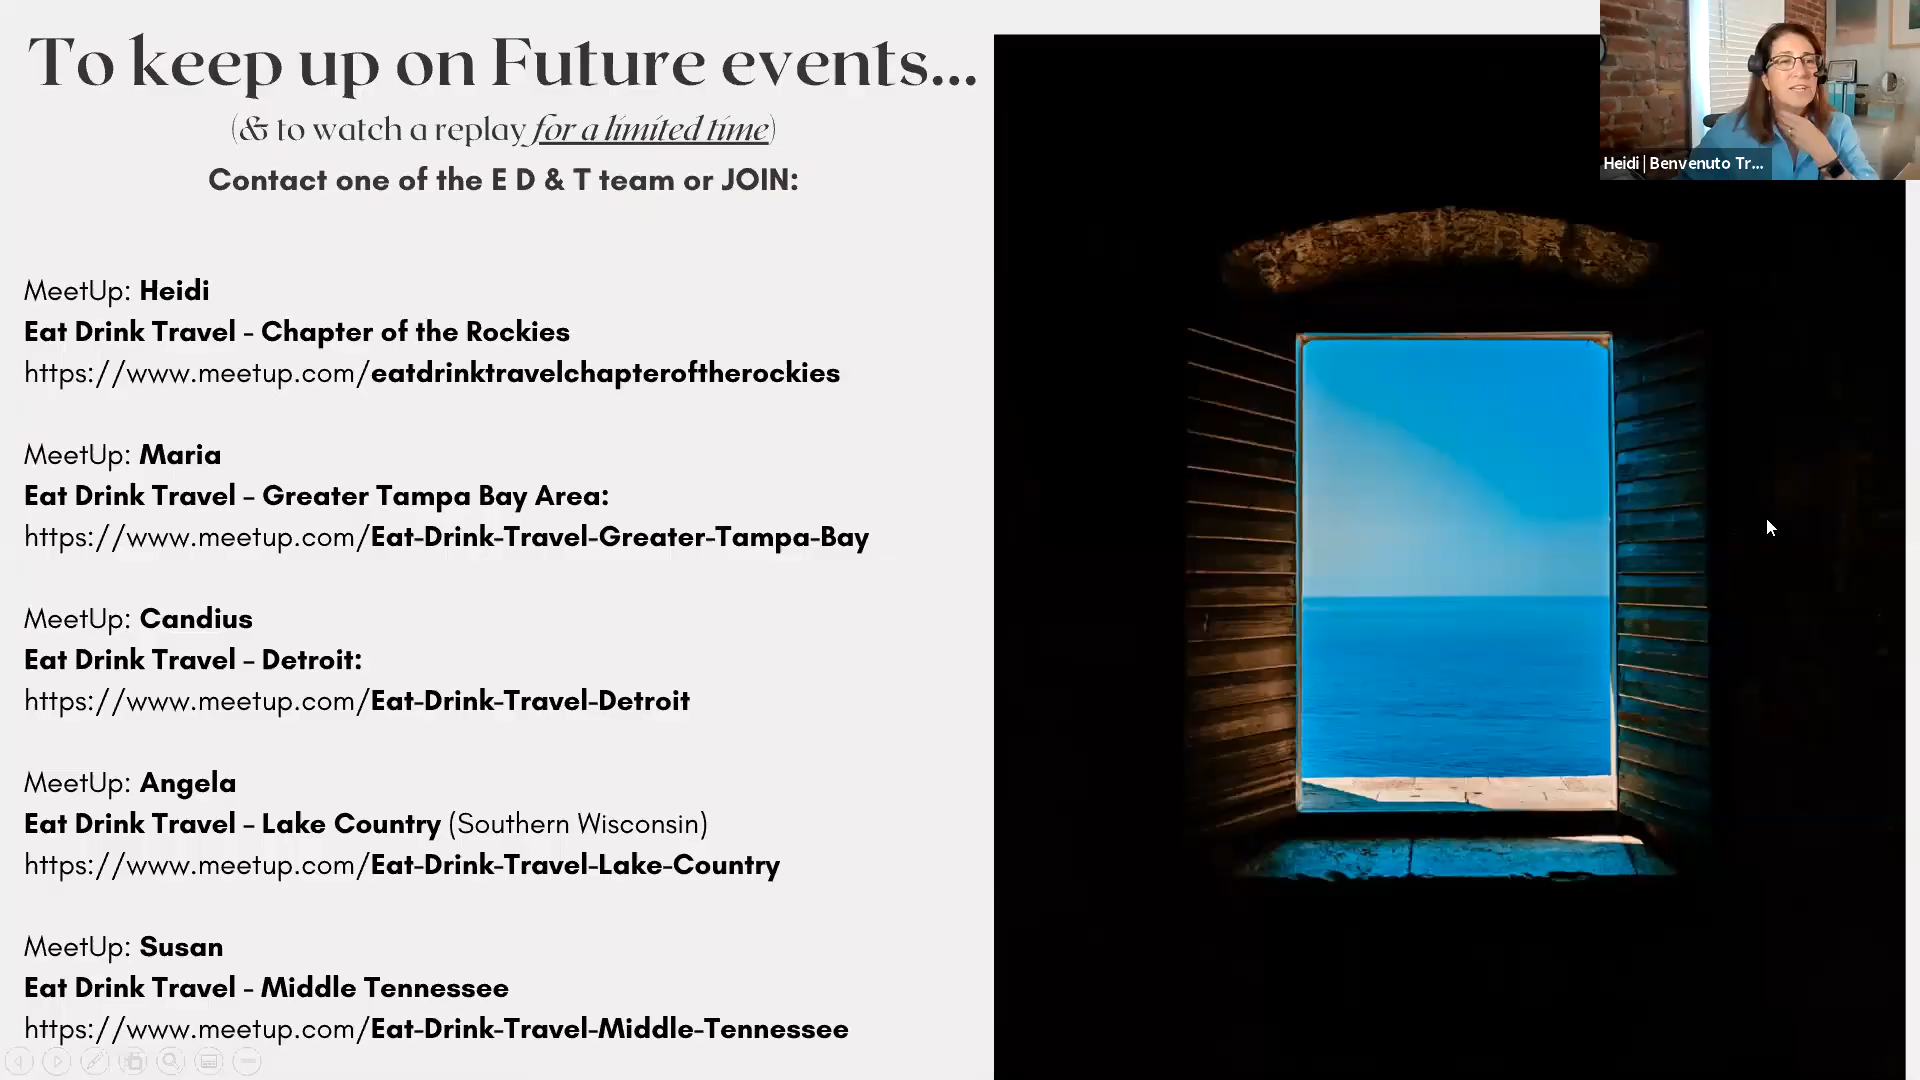 To keep up on Future events...
(& to watch a replay for a limited time)
Contact one of the E D & T team or JOIN:
MeetUp: Heidi
Eat Drink Travel - Chapter of the Rockies
https://www.meetup.com/eatdrinktravelchapteroftherockies
MeetUp: Maria
Eat Drink Travel – Greater Tampa Bay Area:
https://www.meetup.com/Eat-Drink-Travel-Greater-Tampa-Bay
MeetUp: Candius
Eat Drink Travel – Detroit:
https://www.meetup.com/Eat-Drink-Travel-Detroit
MeetUp: Angela
Eat Drink Travel – Lake Country (Southern Wisconsin)
https://www.meetup.com/Eat-Drink-Travel-Lake-Country
MeetUp: Susan
Eat Drink Travel - Middle Tennessee
https://www.meetup.com/Eat-Drink-Travel-Middle-Tennessee
Heidi | Benvenuto Tr...